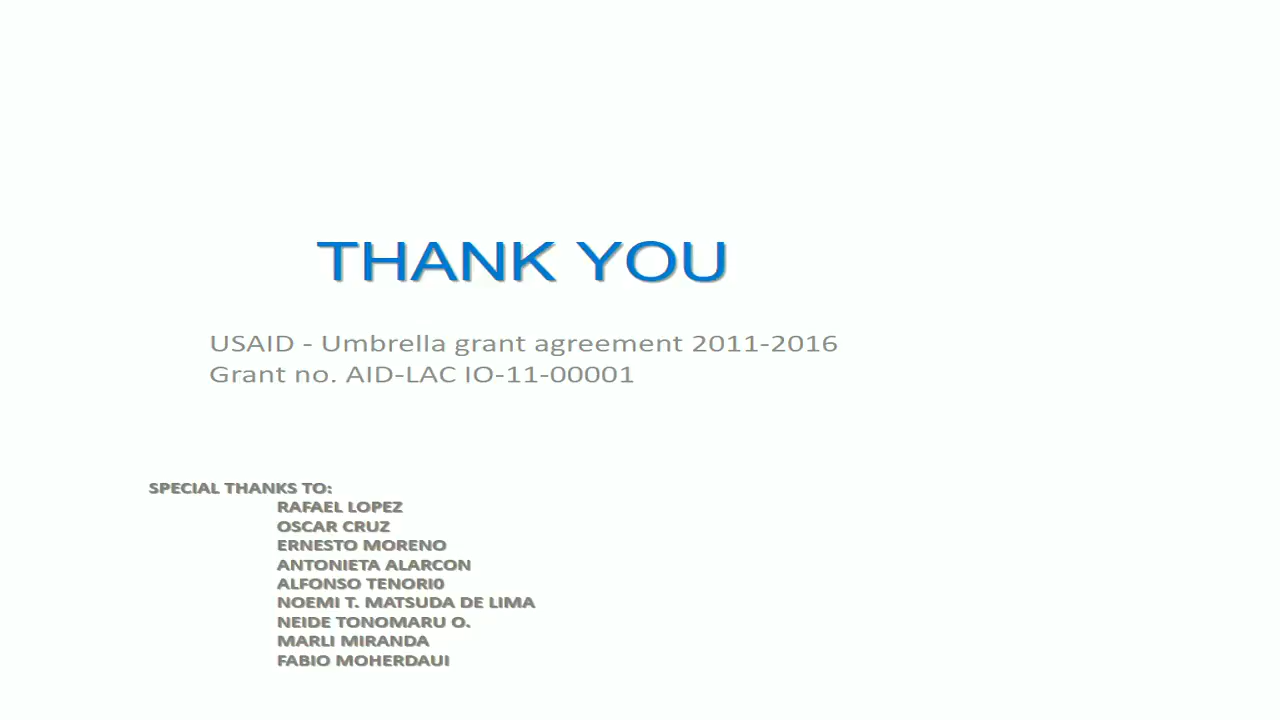 THANK YOU
USAID - Umbrella grant agreement 2011-2016
Grant no. AID-LAC IO-11-00001
SPECIAL THANKS TO:
RAFAEL LOPEZ
OSCAR CRUZ
ERNESTO MORENO
ANTONIETA ALARCON
ALFONSO TENORI0
NOEMI T. MATSUDA DE LIMA
NEIDE TONOMARU O.
MARLI MIRANDA
FABIO MOHERDAUI